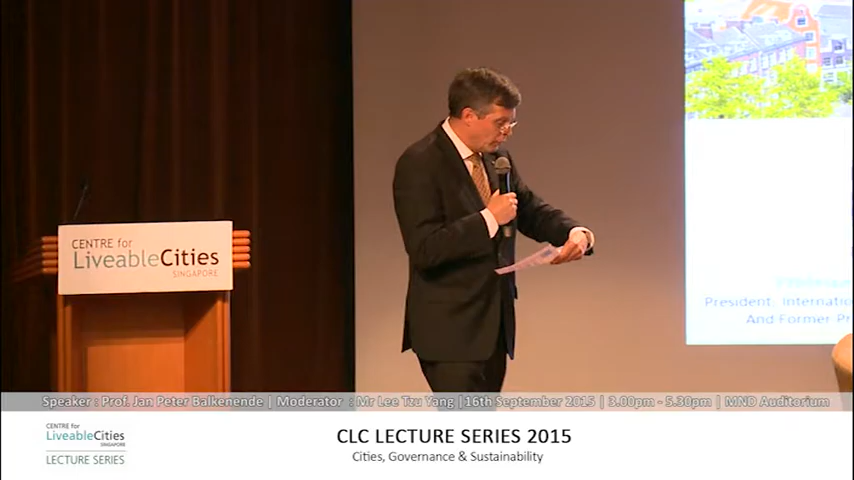 CENTRE for
LiveableCities
SINGAPORE
President, Internatio
And Former Pr
Speaker : Prof. Jan Peter Balkenende | Moderator : Mr Lee Tzu Yang |16th September 2015 | 3.00pm - 5.30pm | MND Auditorium
CENTRE for
LiveableCities
SINGAPORE
LECTURE SERIES
CLC LECTURE SERIES 2015
Cities, Governance & Sustainability